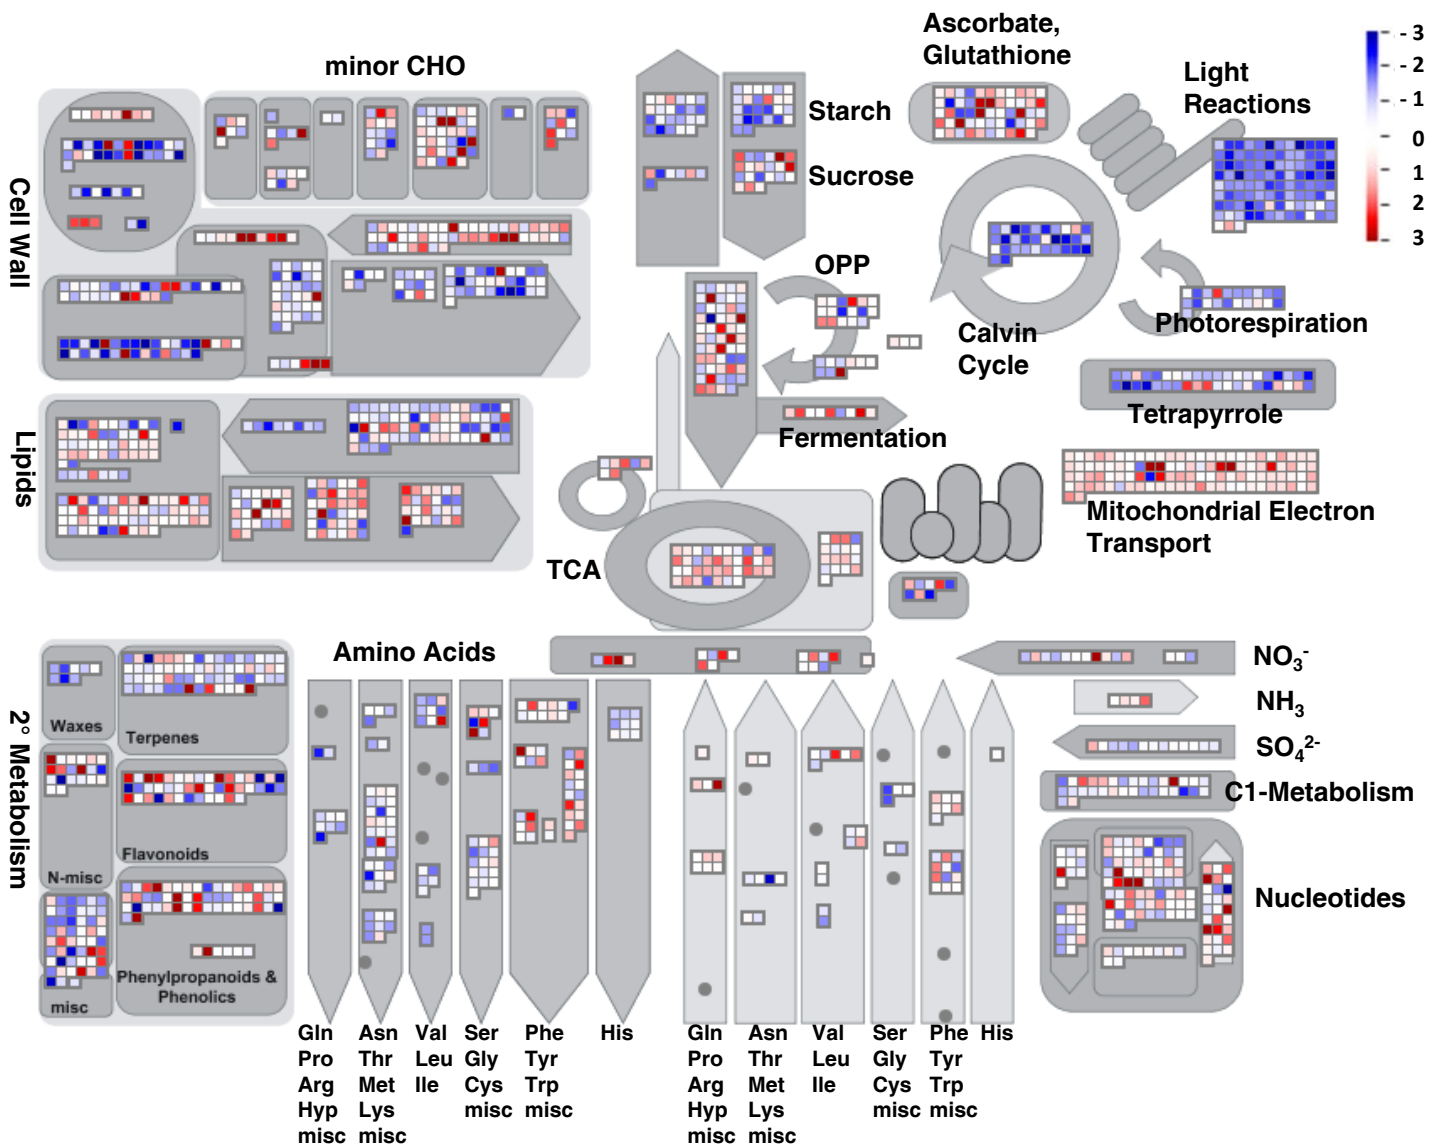 minor CHO
Ascorbate,
Glutathione
Light
Reactions
- 3
- 2
- 1
0
1
2
3
Starch
Sucrose
Cell Wall
OPP
Calvin
Cycle
Photorespiration
Tetrapyrrole
Fermentation
Lipids
Mitochondrial Electron
Transport
TCA
Amino Acids
NO3-
NH3
SO42-
C1-Metabolism
Nucleotides
2° Metabolism
Waxes
Terpenes
N-misc
Flavonoids
misc
Phenylpropanoids &
Phenolics
Gln
Pro
Arg
Hyp
misc
Asn
Thr
Met
Lys
misc
Val
Leu
Ile
Ser
Gly
Cys
misc
Phe
Tyr
Trp
misc
His
Gln
Pro
Arg
Hyp
misc
Asn
Thr
Met
Lys
misc
Val
Leu
Ile
Ser
Gly
Cys
misc
Phe
Tyr
Trp
misc
His